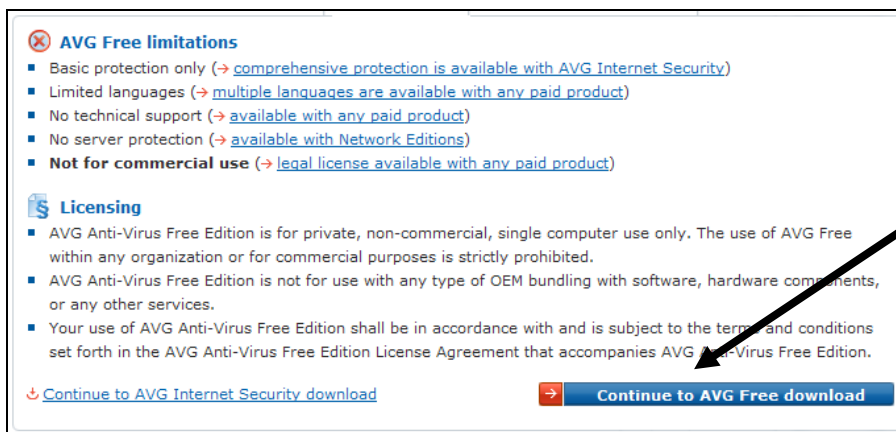 AVG Free limitations
Basic protection only (→ comprehensive protection is available with AVG Internet Security)
Limited languages (→ multiple languages are available with any paid product)
No technical support (→ available with any paid product)
No server protection (→ available with Network Editions)
Not for commercial use (→ legal license available with any paid product)
Licensing
AVG Anti-Virus Free Edition is for private, non-commercial, single computer use only. The use of AVG Free
within any organization or for commercial purposes is strictly prohibited.
AVG Anti-Virus Free Edition is not for use with any type of OEM bundling with software, hardware components,
or any other services.
Your use of AVG Anti-Virus Free Edition shall be in accordance with and is subject to the terms and conditions
set forth in the AVG Anti-Virus Free Edition License Agreement that accompanies AVG Anti-Virus Free Edition.
Continue to AVG Internet Security download
Continue to AVG Free download